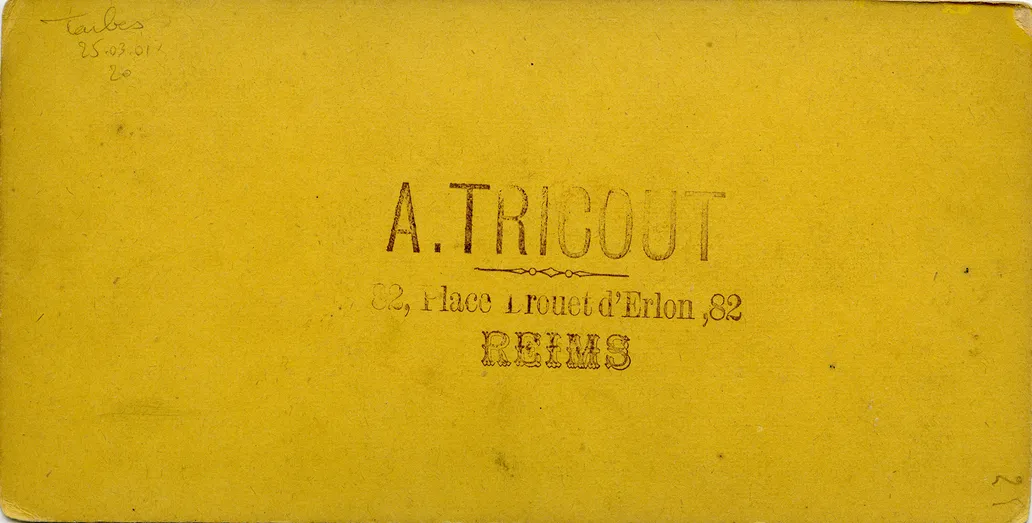 Tarbes
25.03.01
20
A. TRICOUT
82, Place Drouet d'Erlon ,82
REIMS